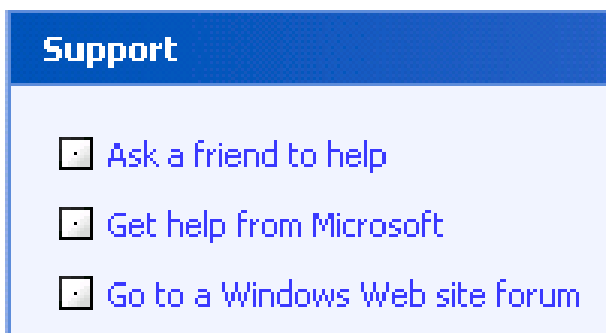 Support
Ask a friend to help
Get help from Microsoft
Go to a Windows Web site forum